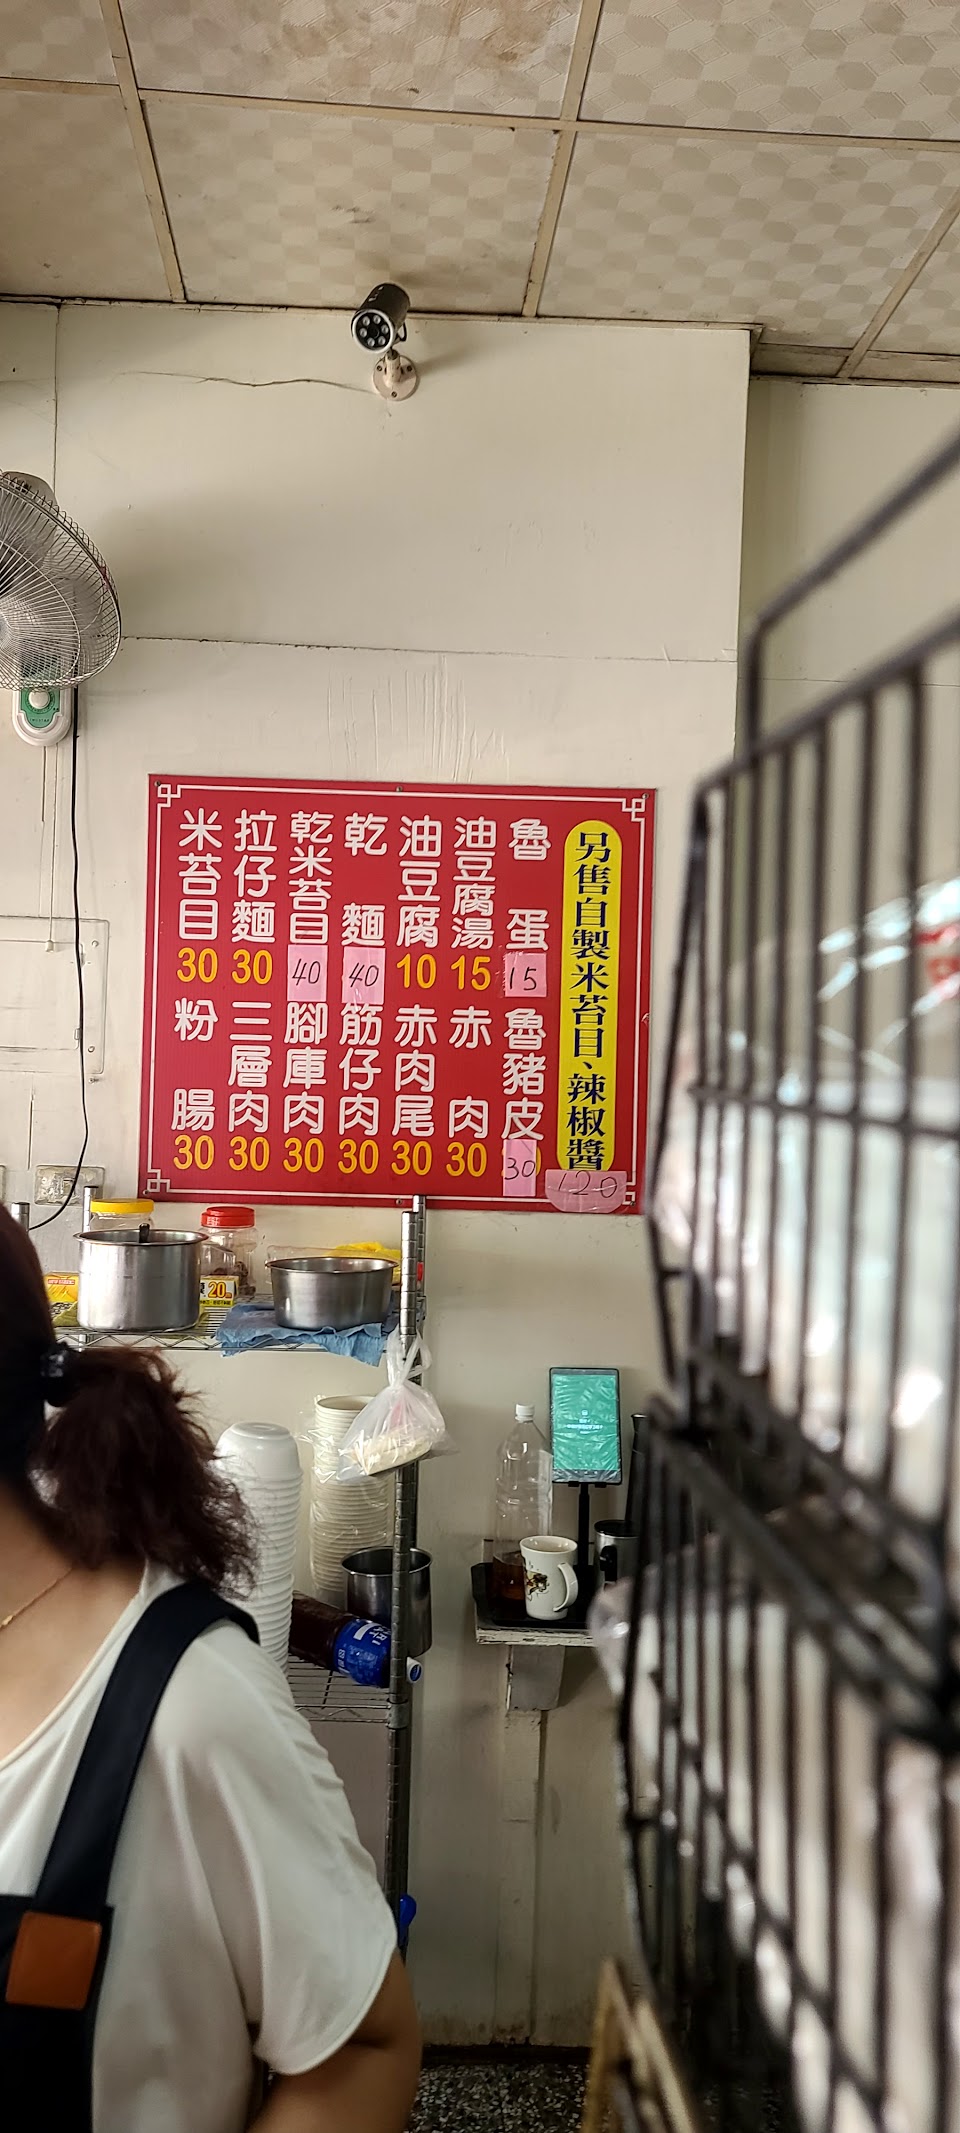 米苔目 30
拉仔麵 30
乾米苔目 40
乾麵 40
油豆腐 10
油豆腐湯 15
魯蛋 15
粉腸 30
三層肉 30
腳庫肉 30
筋仔肉 30
赤肉尾 30
赤肉 30
魯豬皮 30
另售自製米苔目、辣椒醬
120
20